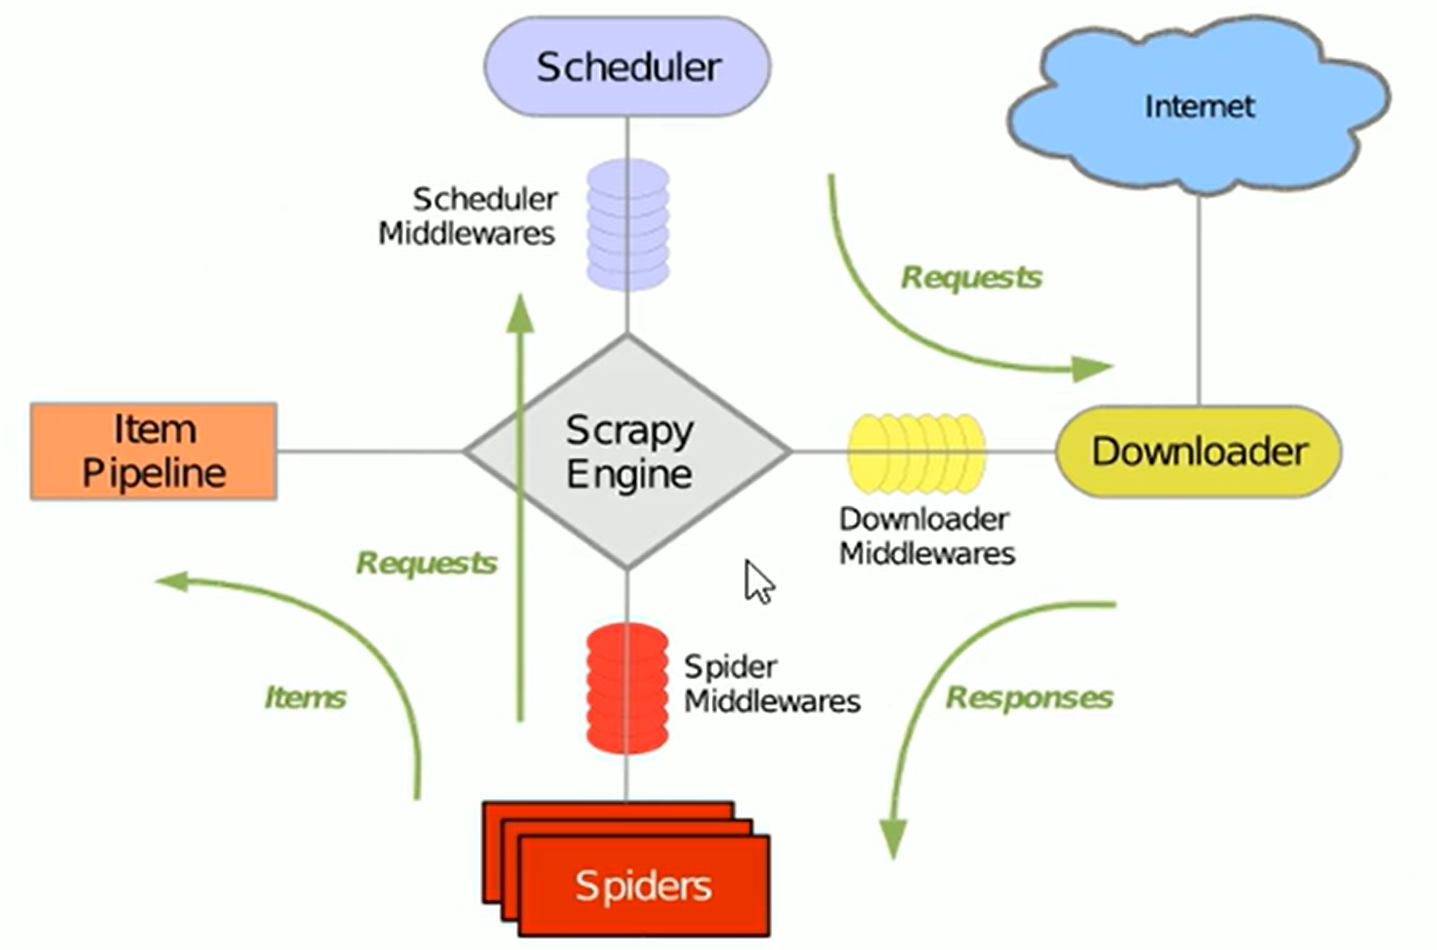 Scheduler
Internet
Scheduler
Middlewares
Requests
Item
Pipeline
Scrapy
Engine
Downloader
Downloader
Middlewares
Requests
Items
Spider
Middlewares
Responses
Spiders